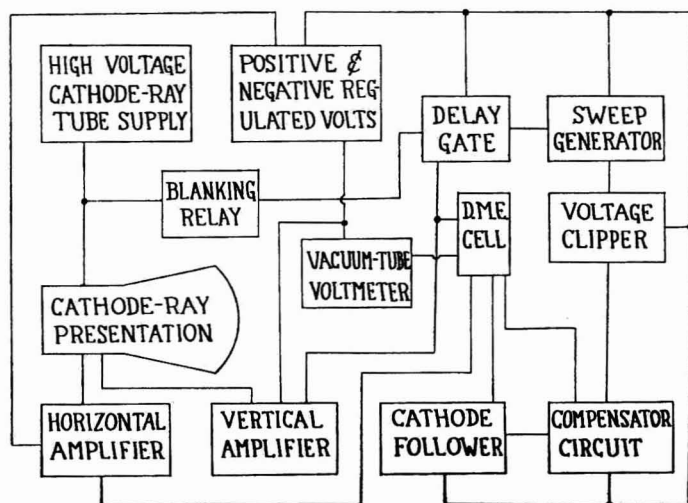 HIGH VOLTAGE
CATHODE-RAY
TUBE SUPPLY
POSITIVE &
NEGATIVE REG-
ULATED VOLTS
DELAY
GATE
SWEEP
GENERATOR
BLANKING
RELAY
D.M.E.
CELL
VOLTAGE
CLIPPER
VACUUM-TUBE
VOLTMETER
CATHODE-RAY
PRESENTATION
HORIZONTAL
AMPLIFIER
VERTICAL
AMPLIFIER
CATHODE
FOLLOWER
COMPENSATOR
CIRCUIT